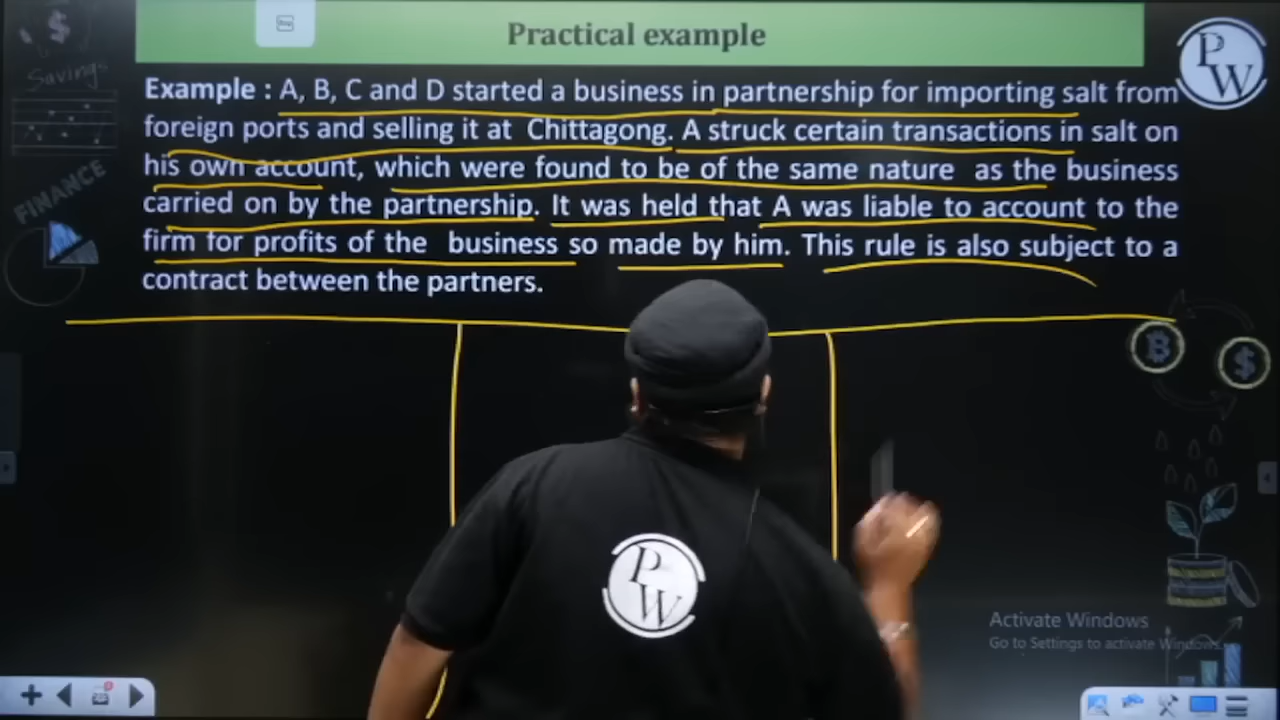 Practical example
Example : A, B, C and D started a business in partnership for importing salt from
foreign ports and selling it at Chittagong. A struck certain transactions in salt on
his own account, which were found to be of the same nature as the business
carried on by the partnership. It was held that A was liable to account to the
firm for profits of the business so made by him. This rule is also subject to a
contract between the partners.
Savings
FINANCE
P
W
P
W
Activate Windows
Go to Settings to activate Windows.